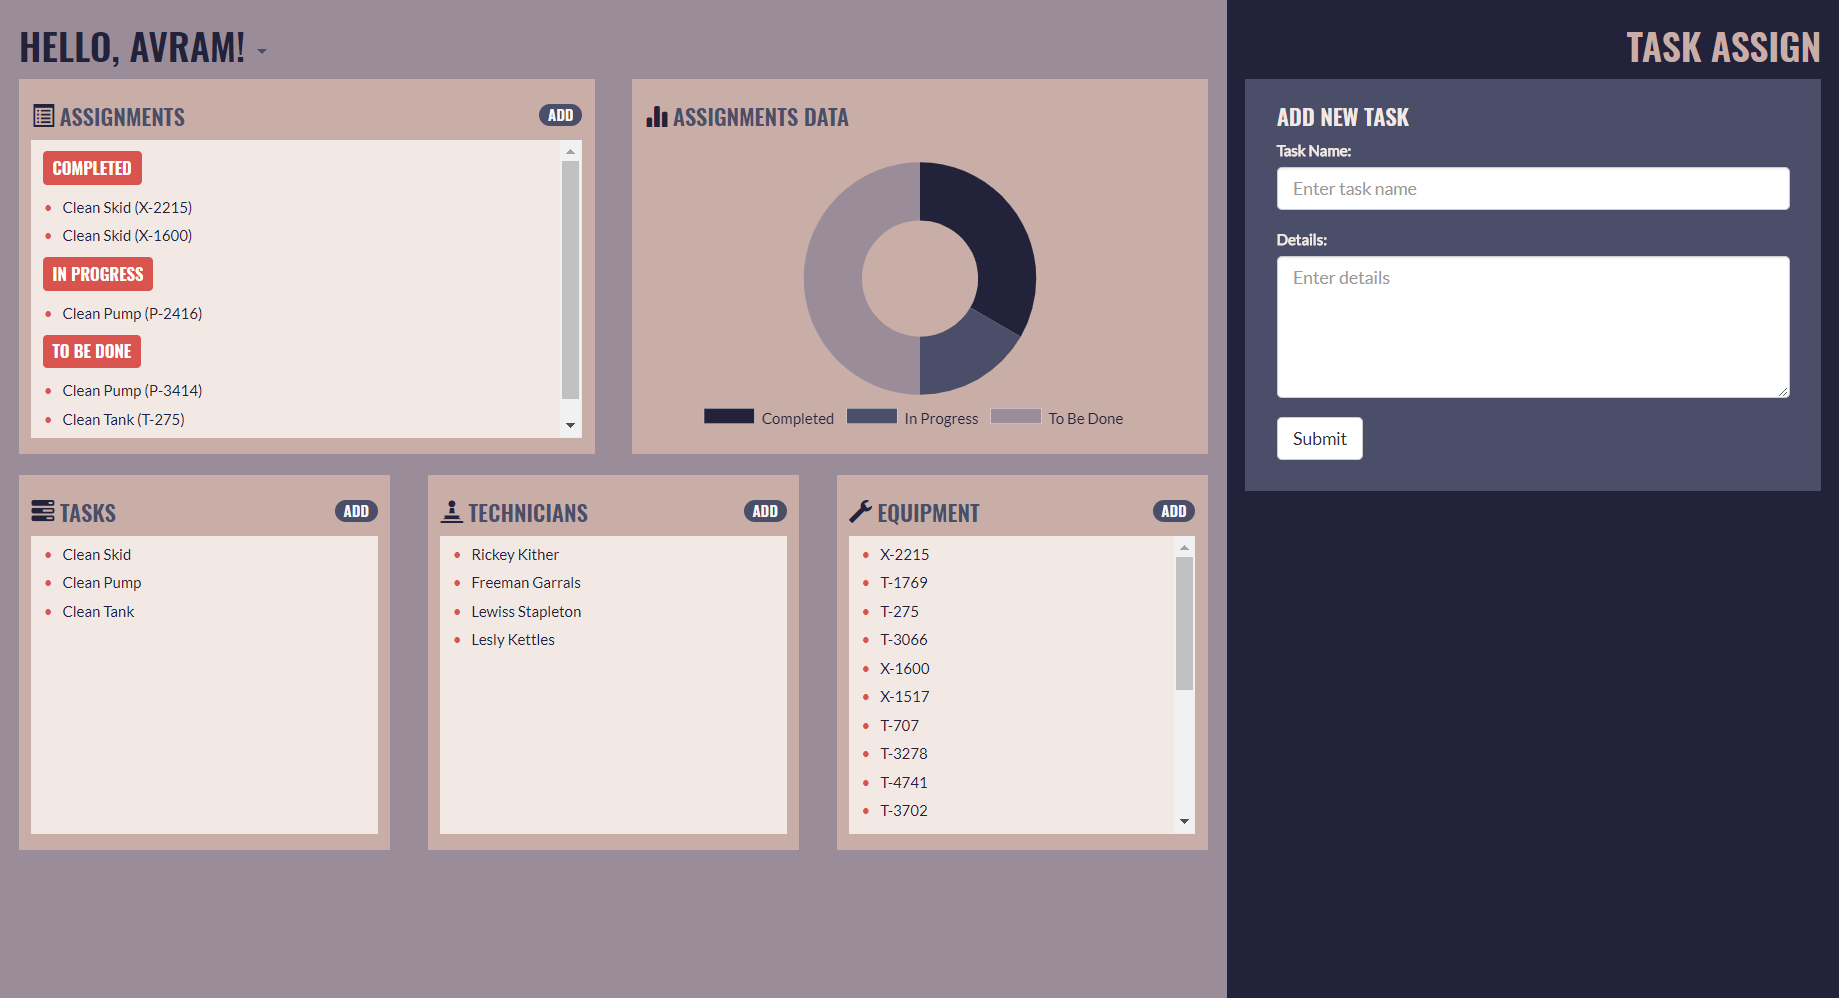 HELLO, AVRAM!
ASSIGNMENTS
ADD
COMPLETED
Clean Skid (X-2215)
Clean Skid (X-1600)
IN PROGRESS
Clean Pump (P-2416)
TO BE DONE
Clean Pump (P-3414)
Clean Tank (T-275)
ASSIGNMENTS DATA
Completed
In Progress
To Be Done
TASKS
ADD
Clean Skid
Clean Pump
Clean Tank
TECHNICIANS
ADD
Rickey Kither
Freeman Garrals
Lewiss Stapleton
Lesly Kettles
EQUIPMENT
ADD
X-2215
T-1769
T-275
T-3066
X-1600
X-1517
T-707
T-3278
T-4741
T-3702
TASK ASSIGN
ADD NEW TASK
Task Name:
Enter task name
Details:
Enter details
Submit